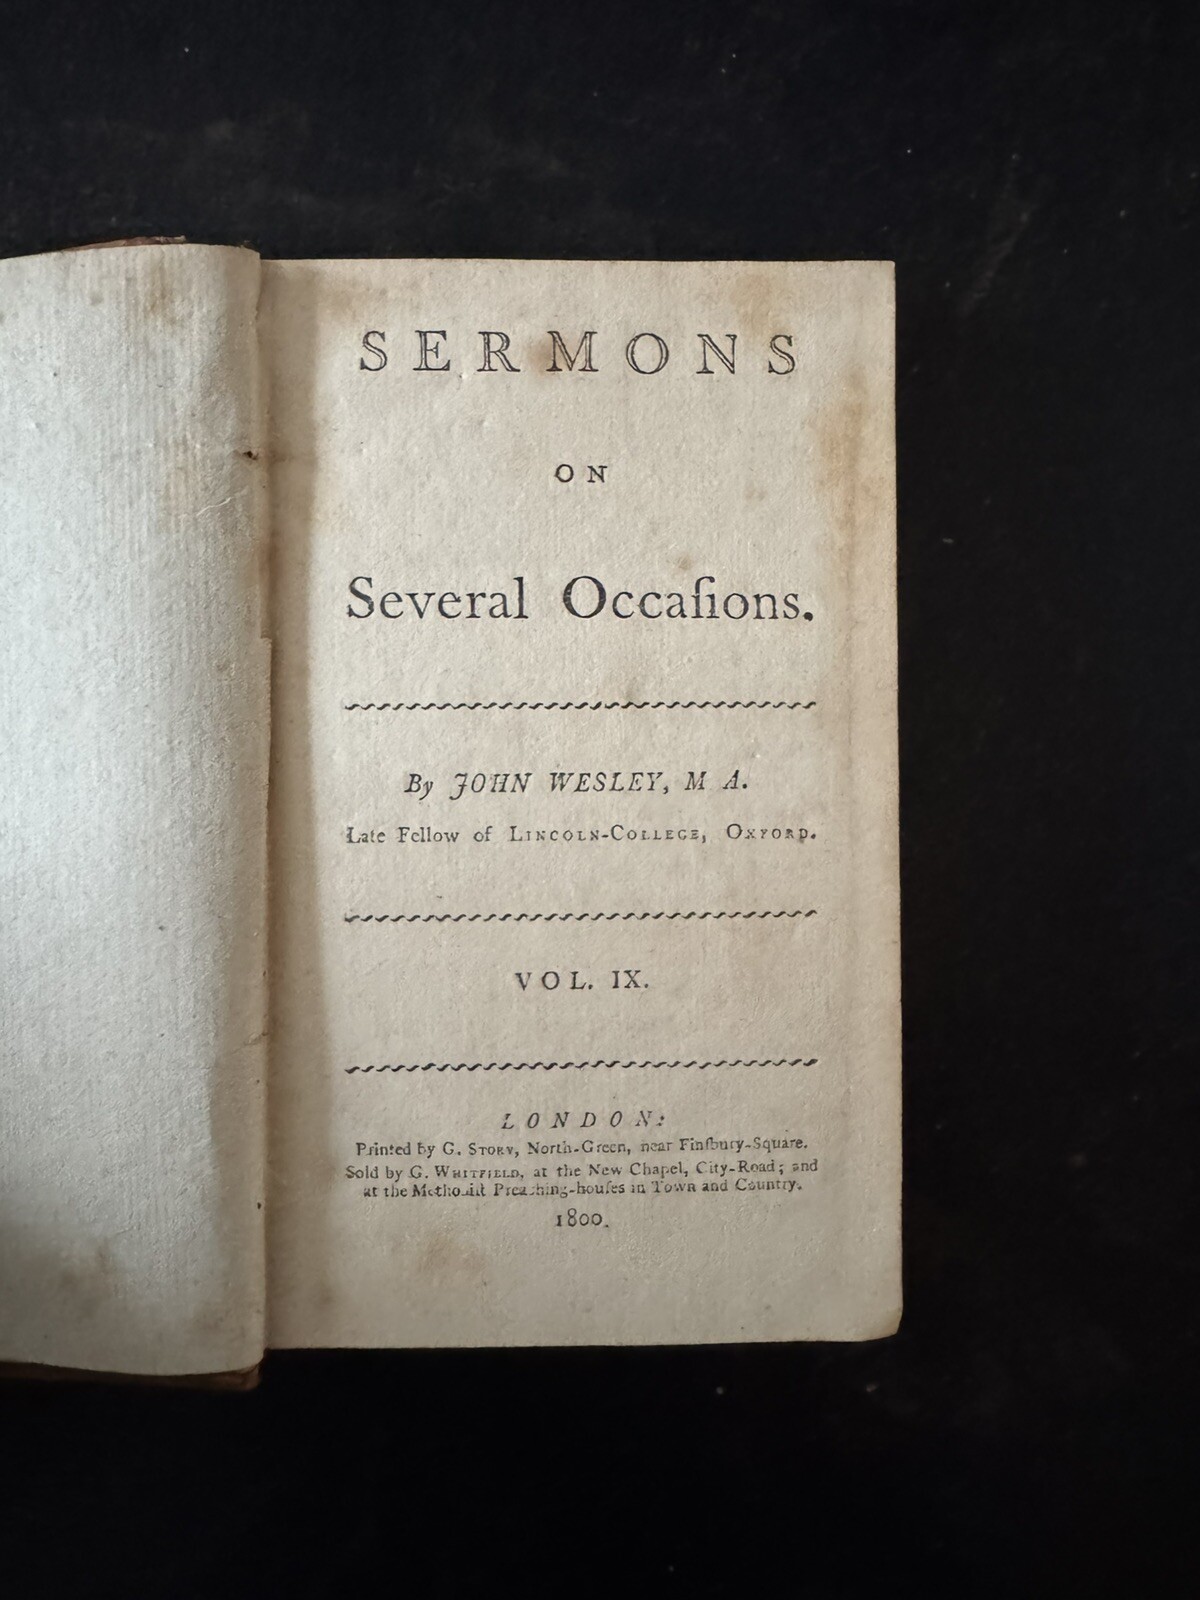 SERMONS
ON
Several Occaſions.
By JOHN WESLEY, M A.
Late Fellow of LINCOLN-COLLEGE, OXFORD.
VOL. IX.
LONDON:
Printed by G. STORY, North-Green, near Finſbury-Square.
Sold by G. WHITFIELD, at the New Chapel, City-Road; and
at the Methodiſt Preaching-houſes in Town and Country.
1800.